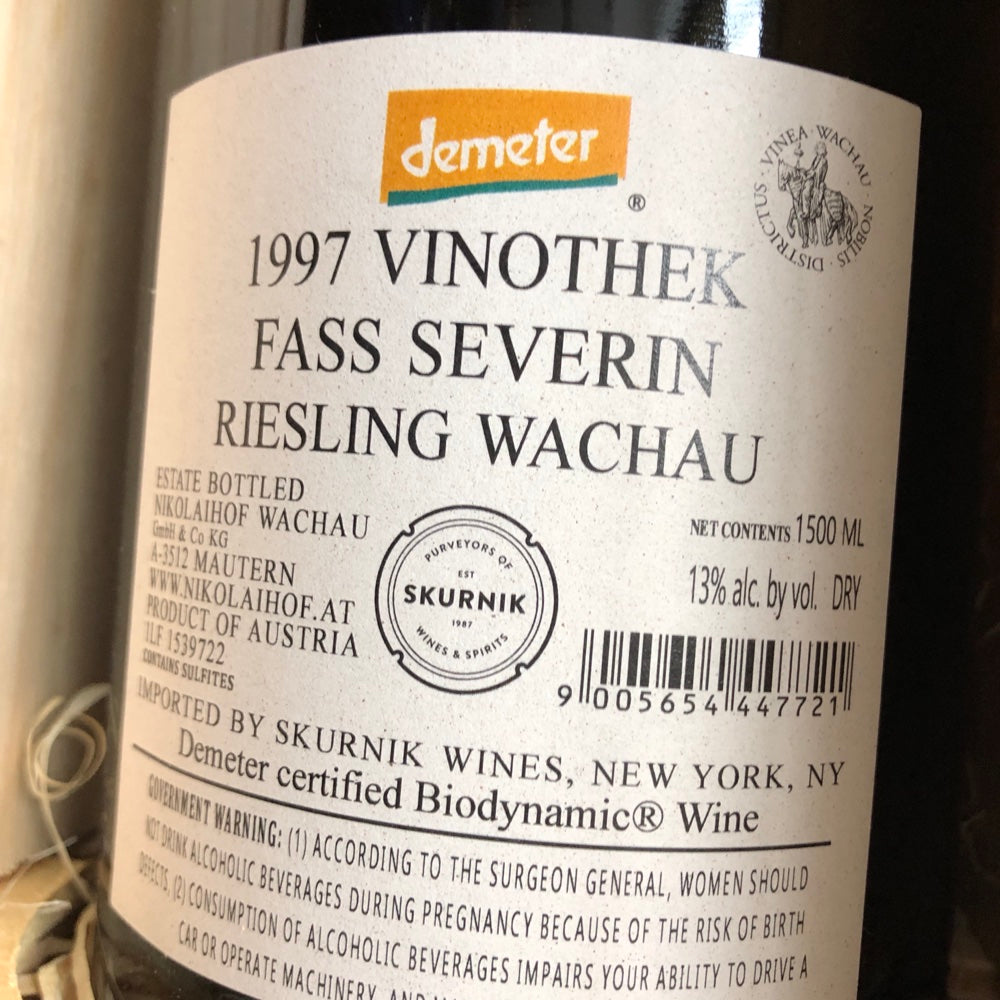 demeter
®
VINEA · WACHAU · NOBILIS · DISTRICTUS ·
1997 VINOTHEK
FASS SEVERIN
RIESLING WACHAU
ESTATE BOTTLED
NIKOLAIHOF WACHAU
GmbH & Co KG
A-3512 MAUTERN
WWW.NIKOLAIHOF.AT
PRODUCT OF AUSTRIA
1LF 1539722
CONTAINS SULFITES
PURVEYORS OF
EST
SKURNIK
1987
WINES & SPIRITS
NET CONTENTS 1500 ML
13% alc. by vol. DRY
9 005654 447721
IMPORTED BY SKURNIK WINES, NEW YORK, NY
Demeter certified Biodynamic® Wine
GOVERNMENT WARNING: (1) ACCORDING TO THE SURGEON GENERAL, WOMEN SHOULD
NOT DRINK ALCOHOLIC BEVERAGES DURING PREGNANCY BECAUSE OF THE RISK OF BIRTH
DEFECTS. (2) CONSUMPTION OF ALCOHOLIC BEVERAGES IMPAIRS YOUR ABILITY TO DRIVE A
CAR OR OPERATE MACHINERY, AND